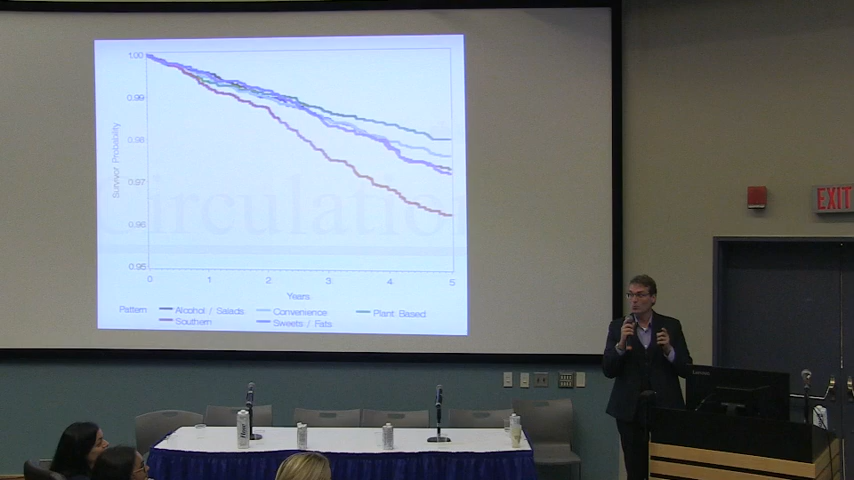 1.00
0.99
0.98
0.97
0.96
0.95
Survivor Probability
Circulatio
0 1 2 3 4 5
Years
Pattern Alcohol / Salads Convenience Plant Based
Southern Sweets / Fats
EXIT